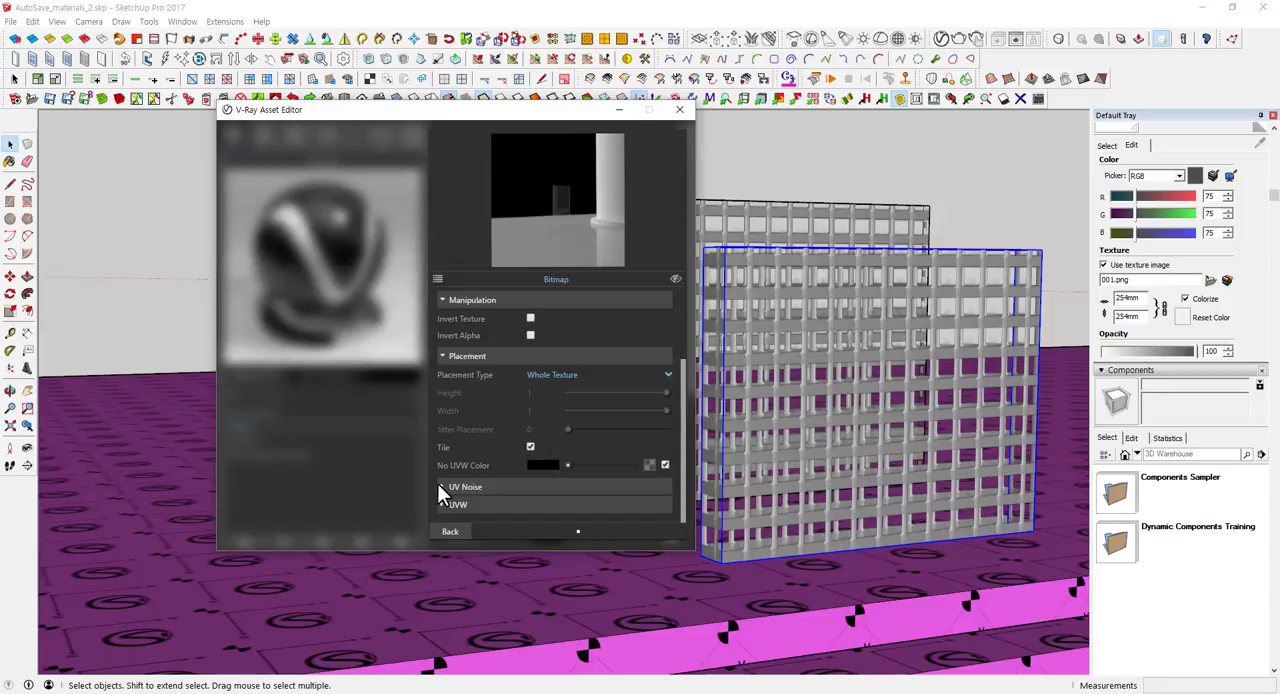 AutoSave_materials_2.skp - SketchUp Pro 2017
File Edit View Camera Draw Tools Window Extensions Help
V-Ray Asset Editor
Bitmap
Manipulation
Invert Texture
Invert Alpha
Placement
Placement Type Whole Texture
Height 1
Width 1
Jitter Placement 0
Tile
No UVW Color
UV Noise
UVW
Back
Default Tray
Select Edit
Color
Picker: RGB
R 75
G 75
B 75
Texture
Use texture image
001.png
254mm Colorize
254mm Reset Color
Opacity
100
Components
Select Edit Statistics
3D Warehouse
Components Sampler
Dynamic Components Training
Select objects. Shift to extend select. Drag mouse to select multiple.
Measurements